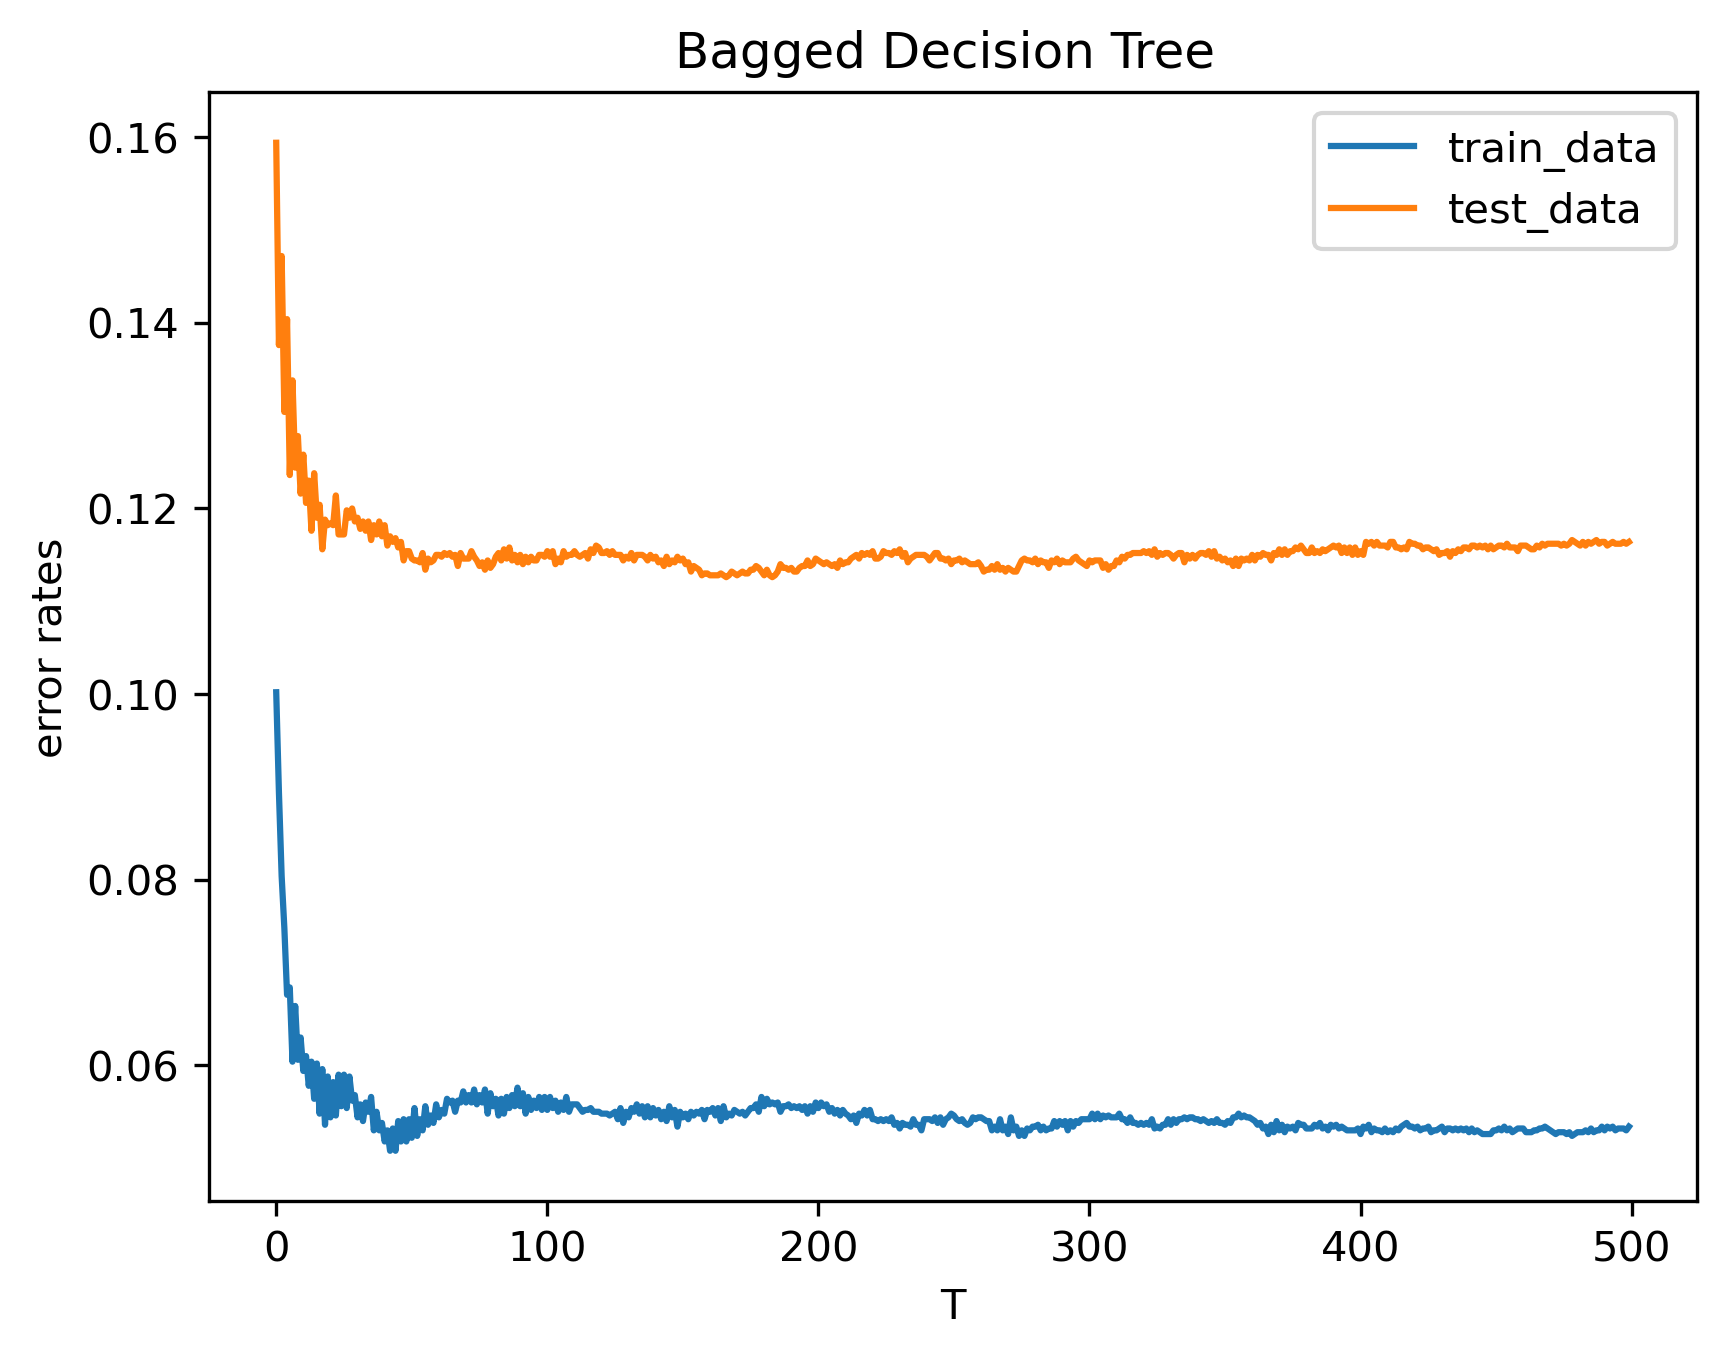 Bagged Decision Tree
train_data
test_data
0.16
0.14
0.12
0.10
0.08
0.06
error rates
0 100 200 300 400 500
T